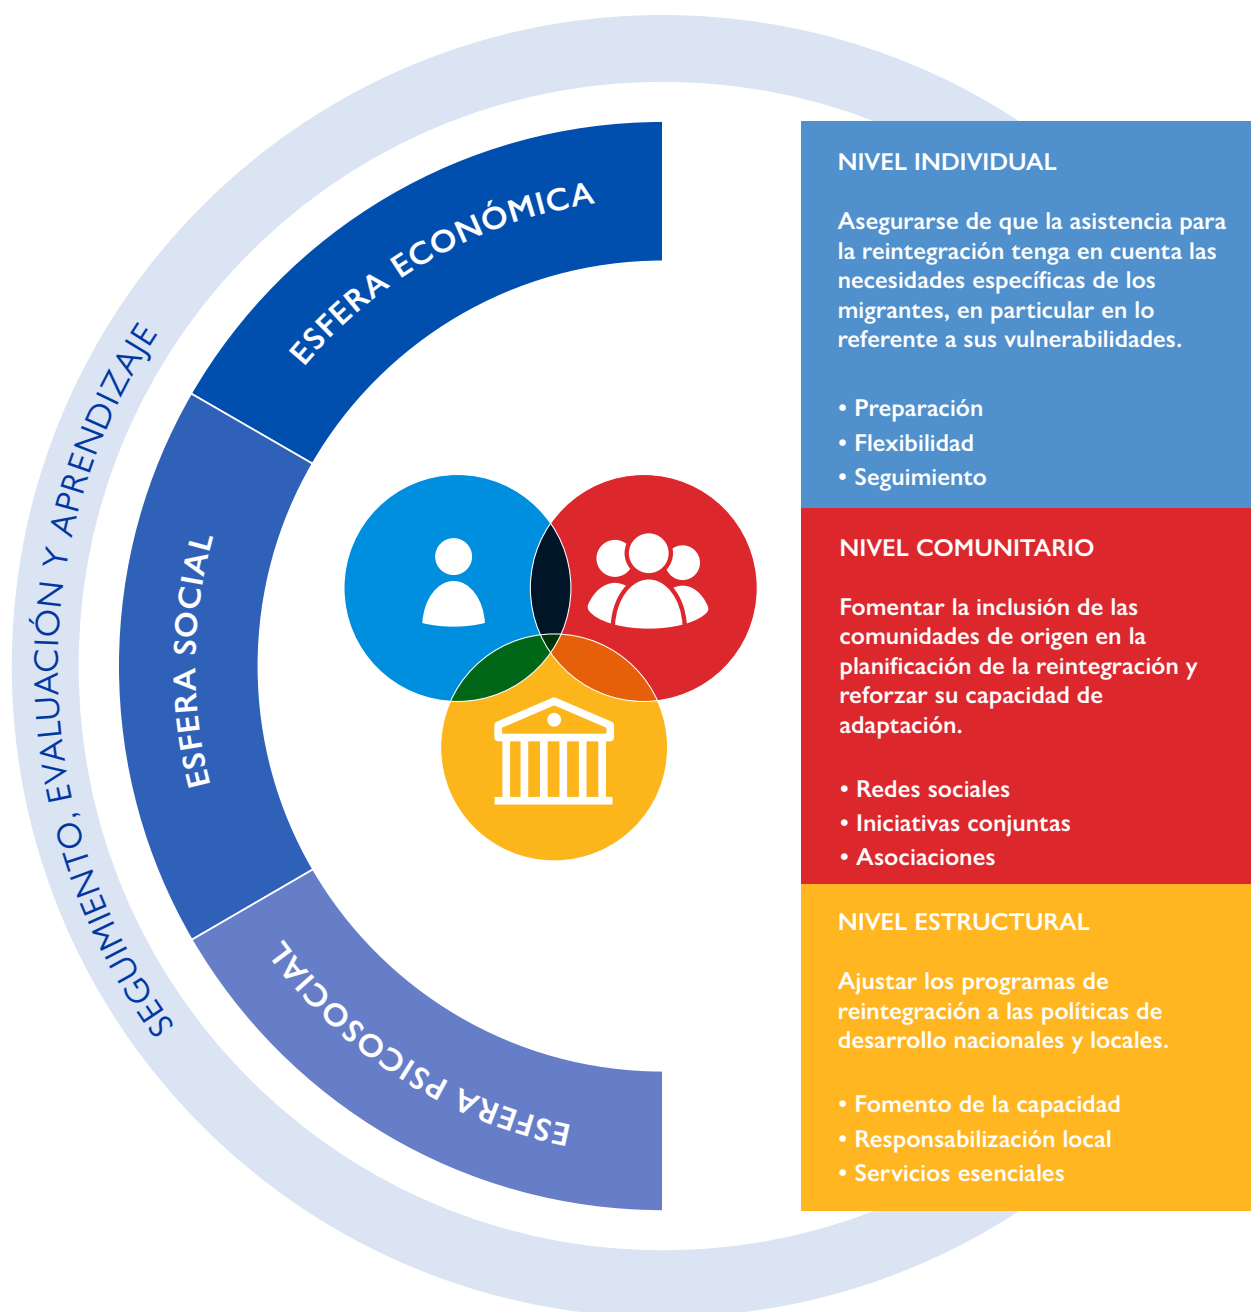 SEGUIMIENTO, EVALUACIÓN Y APRENDIZAJE
ESFERA ECONÓMICA
ESFERA SOCIAL
ESFERA PSICOSOCIAL
NIVEL INDIVIDUAL
Asegurarse de que la asistencia para
la reintegración tenga en cuenta las
necesidades específicas de los
migrantes, en particular en lo
referente a sus vulnerabilidades.
• Preparación
• Flexibilidad
• Seguimiento
NIVEL COMUNITARIO
Fomentar la inclusión de las
comunidades de origen en la
planificación de la reintegración y
reforzar su capacidad de
adaptación.
• Redes sociales
• Iniciativas conjuntas
• Asociaciones
NIVEL ESTRUCTURAL
Ajustar los programas de
reintegración a las políticas de
desarrollo nacionales y locales.
• Fomento de la capacidad
• Responsabilización local
• Servicios esenciales